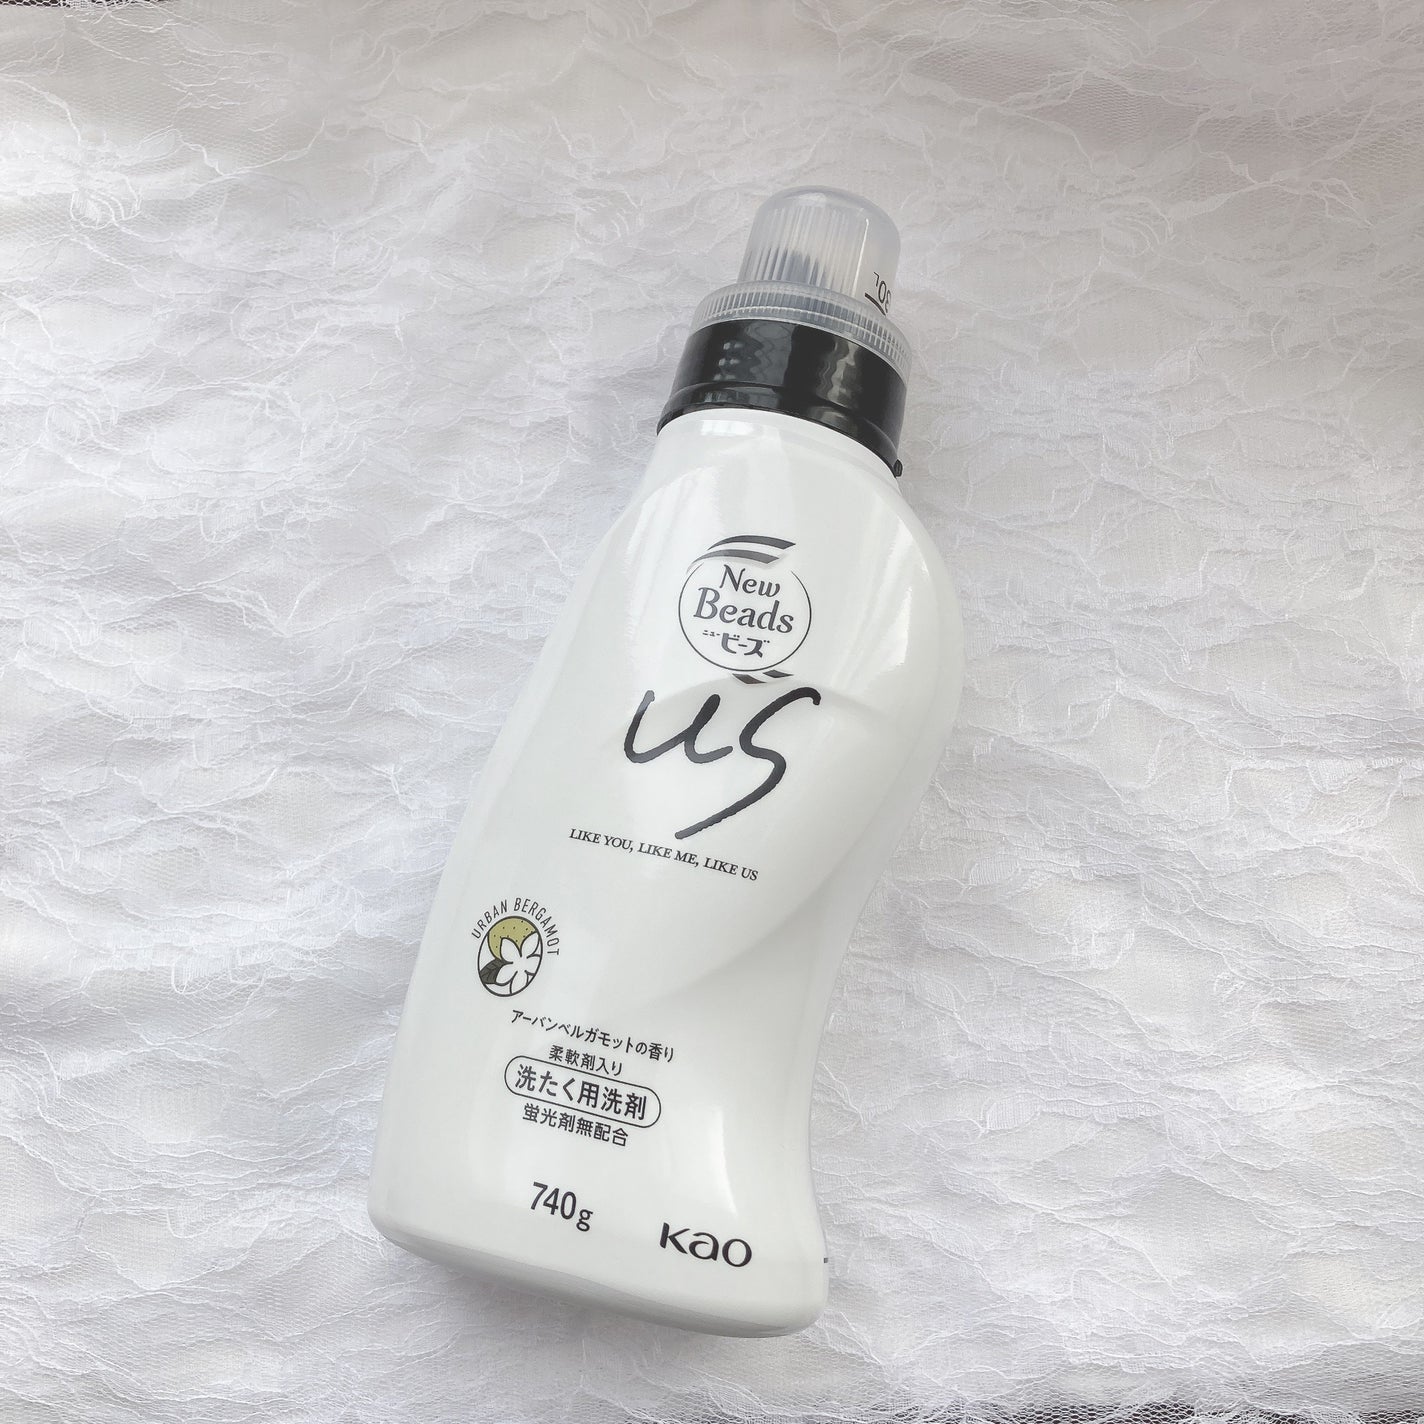 30
New
Beads
ニュービーズ
us
LIKE YOU, LIKE ME, LIKE US
URBAN BERGAMOT
アーバンベルガモットの香り
柔軟剤入り
洗たく用洗剤
蛍光剤無配合
740g
Kao